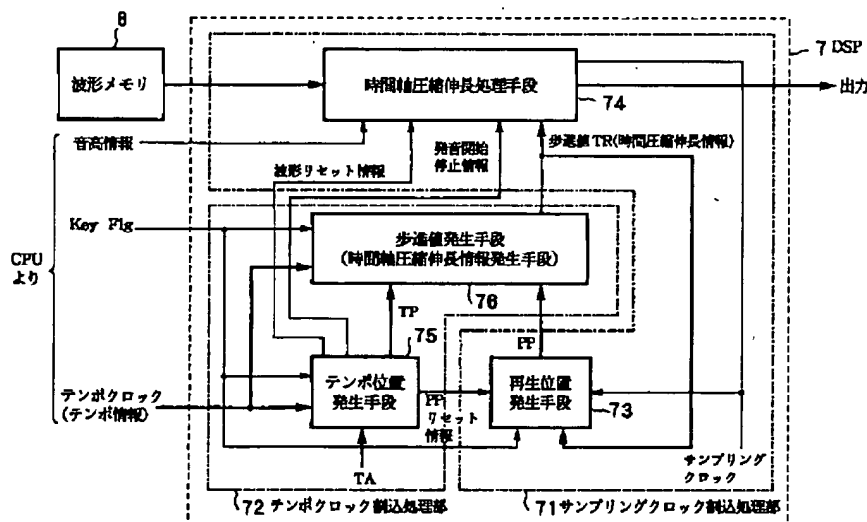 8
7 DSP
波形メモリ
時間軸圧縮伸長処理手段
74
出力
音高情報
波形リセット情報
発音開始
停止情報
歩進値 TR(時間圧縮伸長情報)
Key Flg
歩進値発生手段
(時間軸圧縮伸長情報発生手段)
76
CPU
より
TP
PP
75
テンポ位置
発生手段
再生位置
発生手段
73
テンポクロック
(テンポ情報)
PP
リセット
情報
TA
サンプリング
クロック
72 テンポクロック割込処理部
71 サンプリングクロック割込処理部